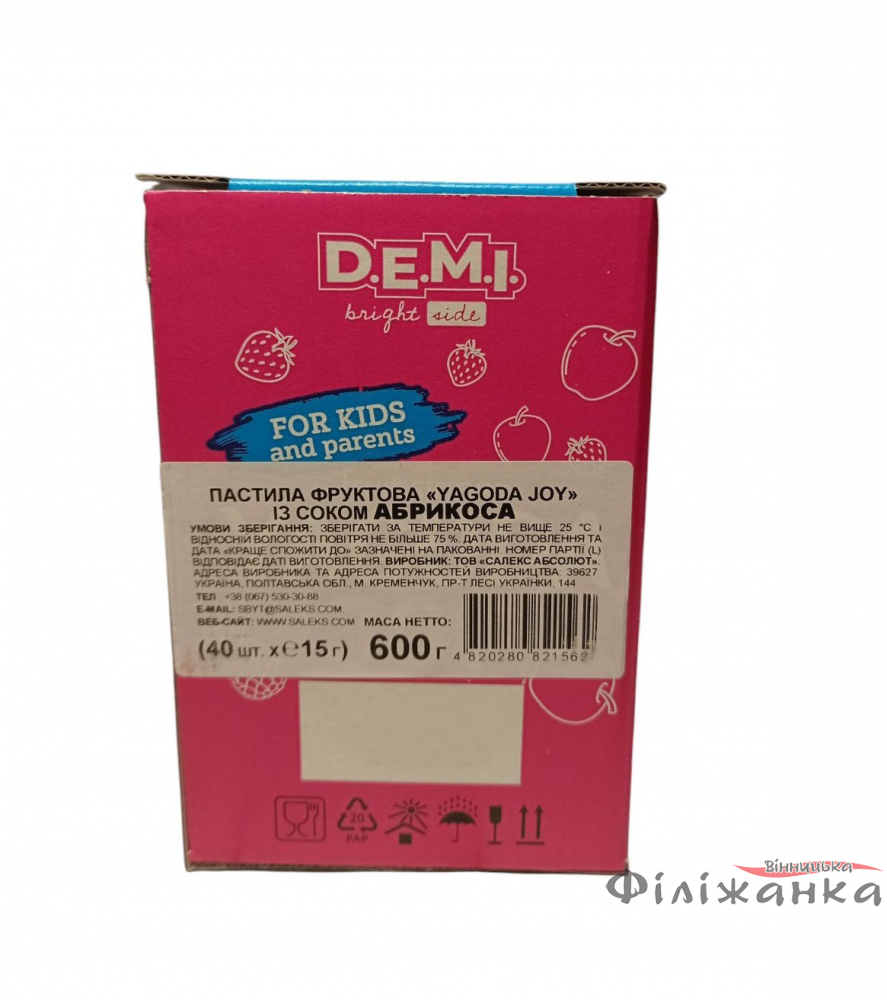 D.E.M.I.
bright side
FOR KIDS
and parents
ПАСТИЛА ФРУКТОВА «YAGODA JOY»
ІЗ СОКОМ АБРИКОСА
УМОВИ ЗБЕРІГАННЯ: ЗБЕРІГАТИ ЗА ТЕМПЕРАТУРИ НЕ ВИЩЕ 25 °С І
ВІДНОСНІЙ ВОЛОГОСТІ ПОВІТРЯ НЕ БІЛЬШЕ 75 %. ДАТА ВИГОТОВЛЕННЯ ТА
ДАТА «КРАЩЕ СПОЖИТИ ДО» ЗАЗНАЧЕНІ НА ПАКОВАННІ. НОМЕР ПАРТІЇ (L)
ВІДПОВІДАЄ ДАТІ ВИГОТОВЛЕННЯ. ВИРОБНИК: ТОВ «САЛЕКС АБСОЛЮТ».
АДРЕСА ВИРОБНИКА ТА АДРЕСА ПОТУЖНОСТЕЙ ВИРОБНИЦТВА: 39627
УКРАЇНА, ПОЛТАВСЬКА ОБЛ., М. КРЕМЕНЧУК, ПР-Т ЛЕСІ УКРАЇНКИ, 144
ТЕЛ +38 (067) 530-30-88
E-MAIL: SBYT@SALEKS.COM
ВЕБ-САЙТ: WWW.SALEKS.COM МАСА НЕТТО:
(40 шт. х ℮ 15 г) 600 г 4 820280 821562
20
PAP
Вінницька
Філіжанка